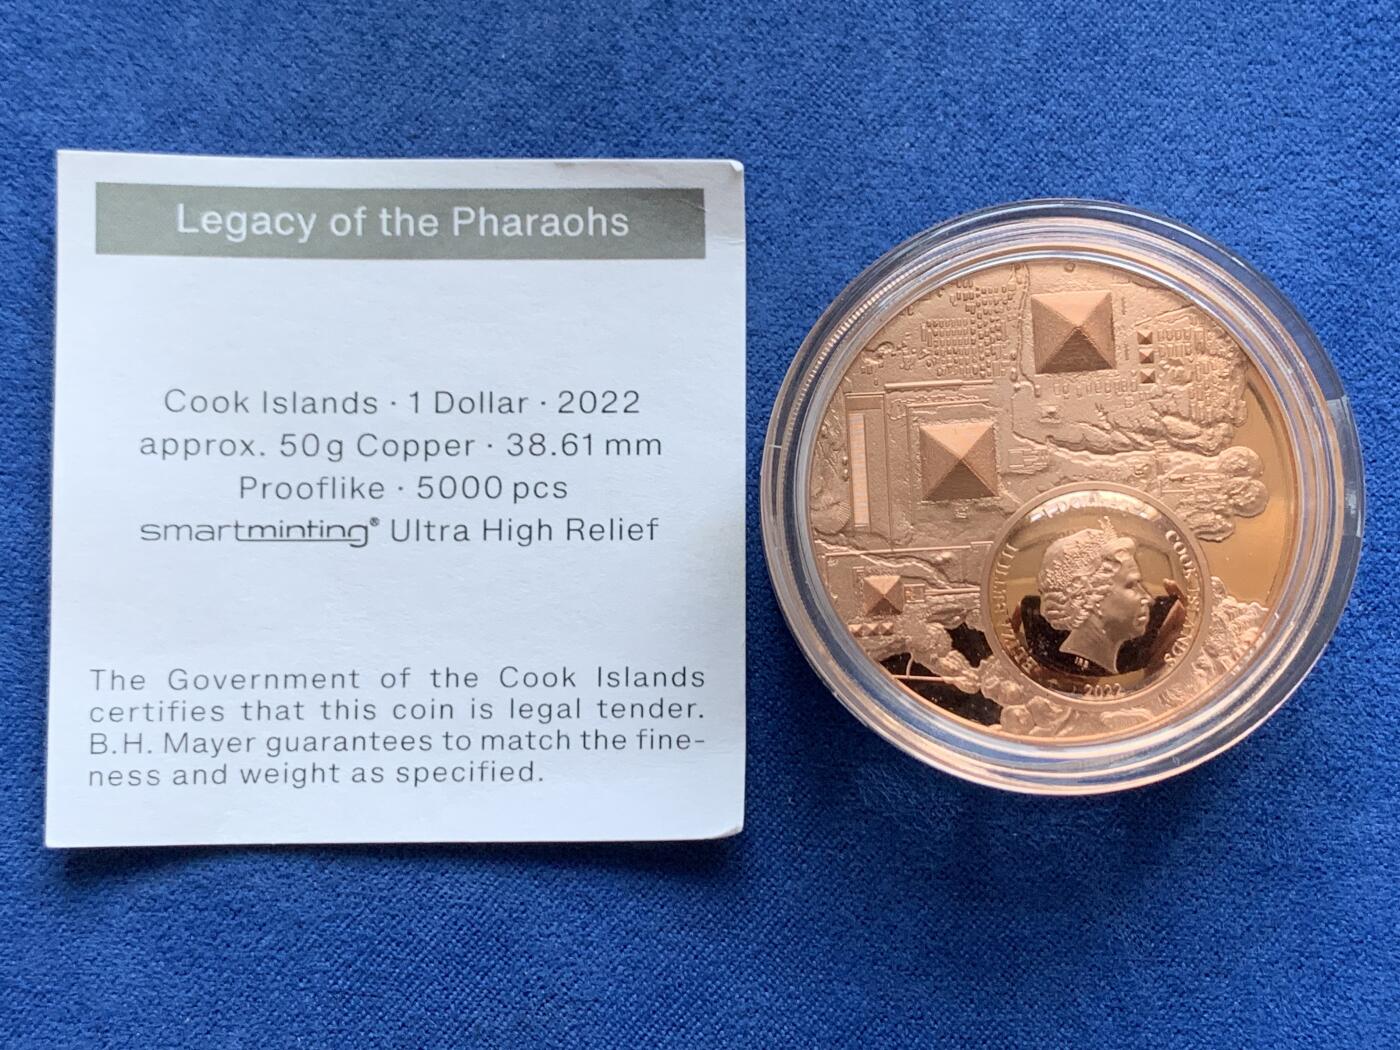 Legacy of the Pharaohs
Cook Islands · 1 Dollar · 2022
approx. 50g Copper · 38.61 mm
Prooflike · 5000 pcs
smartminting® Ultra High Relief
The Government of the Cook Islands
certifies that this coin is legal tender.
B.H. Mayer guarantees to match the fine-
ness and weight as specified.
COOK ISLANDS
2022
IRB